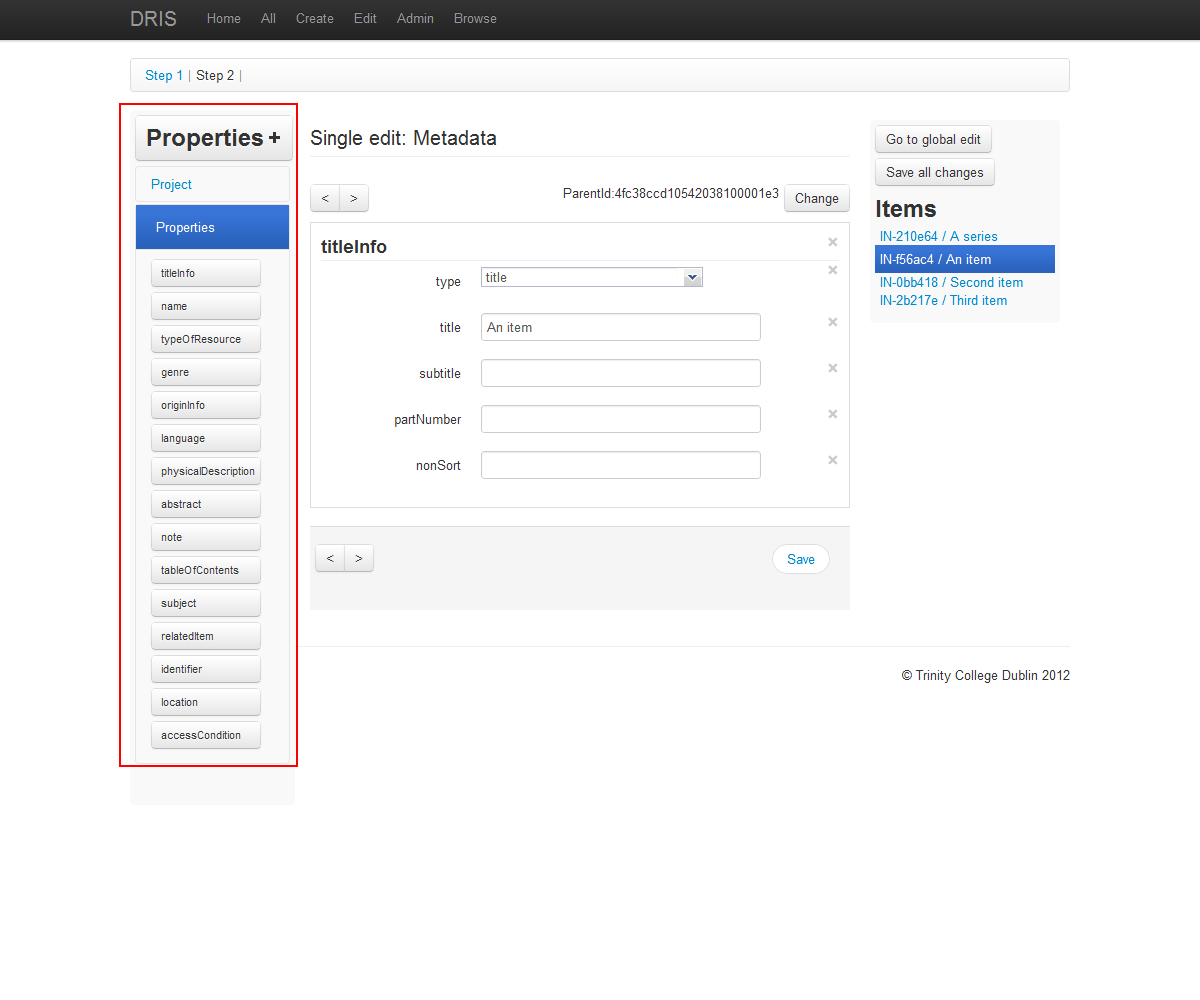 DRIS Home All Create Edit Admin Browse
Step 1 | Step 2 |
Properties +
Project
Properties
titleInfo
name
typeOfResource
genre
originInfo
language
physicalDescription
abstract
note
tableOfContents
subject
relatedItem
identifier
location
accessCondition
Single edit: Metadata
< > ParentId:4fc38ccd10542038100001e3 Change
titleInfo ×
type title ×
title An item ×
subtitle ×
partNumber ×
nonSort ×
< > Save
Go to global edit
Save all changes
Items
IN-210e64 / A series
IN-f56ac4 / An item
IN-0bb418 / Second item
IN-2b217e / Third item
© Trinity College Dublin 2012